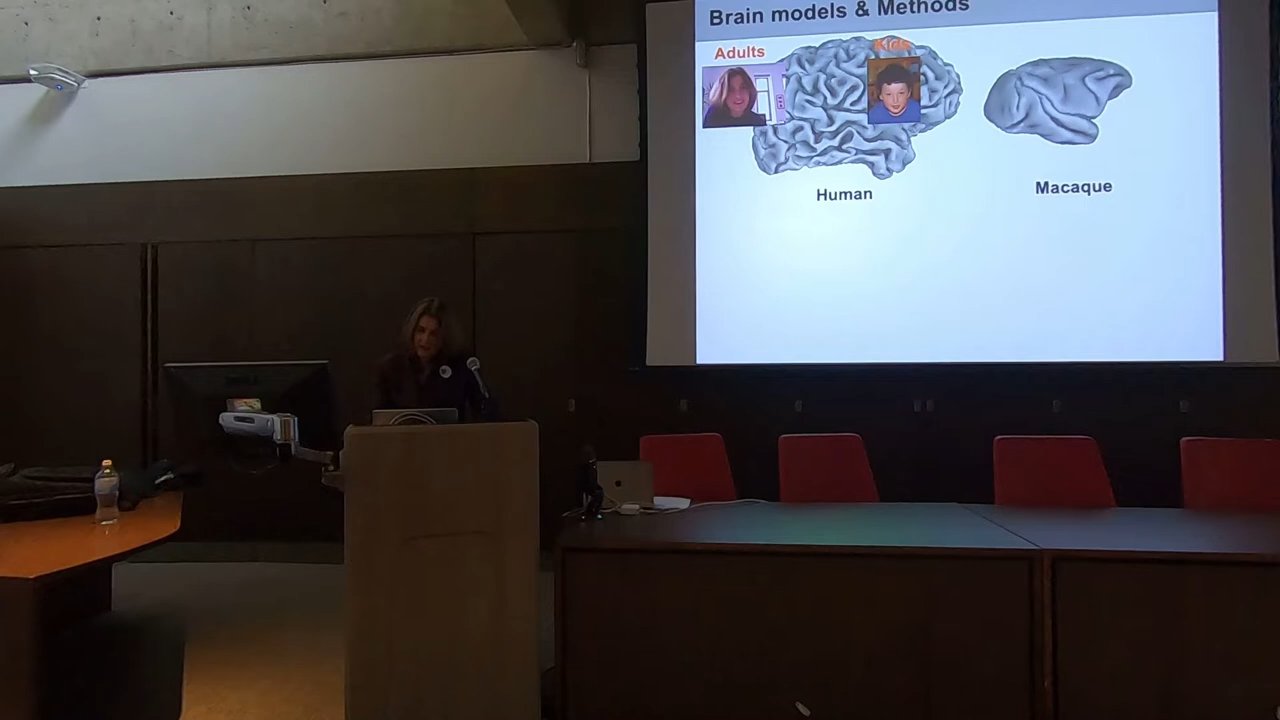 Brain models & Methods
Adults
Kids
Human
Macaque